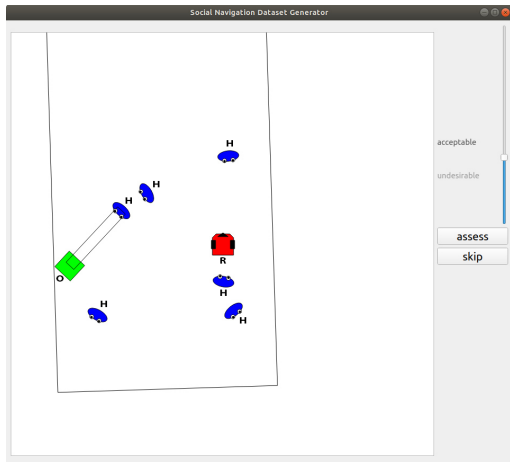 Social Navigation Dataset Generator
H
H
H
acceptable
undesirable
assess
skip
R
O
H
H
H